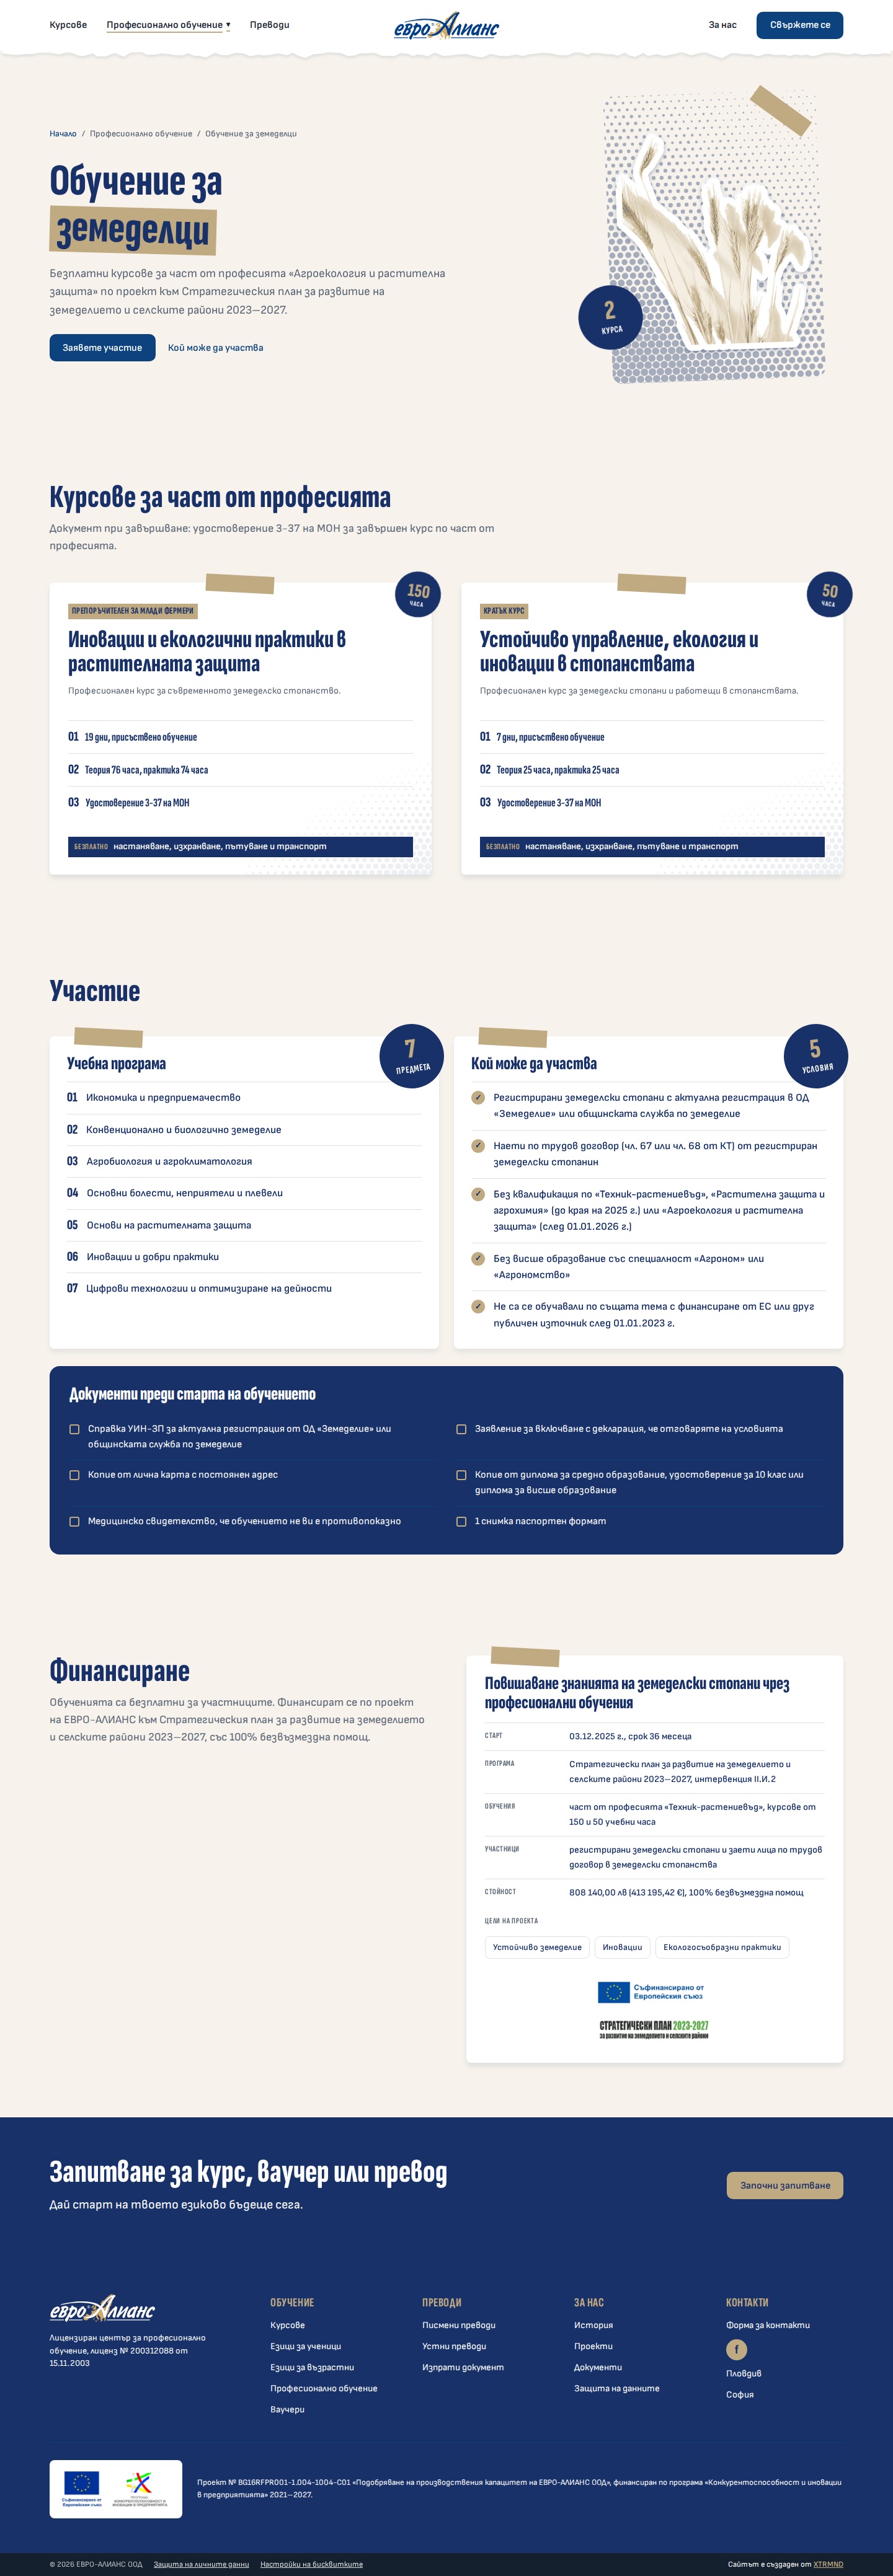 Курсове
Професионално обучение ▾
Преводи
евроАлианс
За нас
Свържете се
Начало / Професионално обучение / Обучение за земеделци
Обучение за
земеделци
Безплатни курсове за част от професията «Агроекология и растителна
защита» по проект към Стратегическия план за развитие на
земеделието и селските райони 2023–2027.
Заявете участие
Кой може да участва
2
КУРСА
Курсове за част от професията
Документ при завършване: удостоверение 3-37 на МОН за завършен курс по част от
професията.
150
ЧАСА
ПРЕПОРЪЧИТЕЛЕН ЗА МЛАДИ ФЕРМЕРИ
Иновации и екологични практики в
растителната защита
Професионален курс за съвременното земеделско стопанство.
01 19 дни, присъствено обучение
02 Теория 76 часа, практика 74 часа
03 Удостоверение 3-37 на МОН
БЕЗПЛАТНО настаняване, изхранване, пътуване и транспорт
50
ЧАСА
КРАТЪК КУРС
Устойчиво управление, екология и
иновации в стопанствата
Професионален курс за земеделски стопани и работещи в стопанствата.
01 7 дни, присъствено обучение
02 Теория 25 часа, практика 25 часа
03 Удостоверение 3-37 на МОН
БЕЗПЛАТНО настаняване, изхранване, пътуване и транспорт
Участие
7
ПРЕДМЕТА
Учебна програма
01 Икономика и предприемачество
02 Конвенционално и биологично земеделие
03 Агробиология и агроклиматология
04 Основни болести, неприятели и плевели
05 Основи на растителната защита
06 Иновации и добри практики
07 Цифрови технологии и оптимизиране на дейности
5
УСЛОВИЯ
Кой може да участва
Регистрирани земеделски стопани с актуална регистрация в ОД
«Земеделие» или общинската служба по земеделие
Наети по трудов договор (чл. 67 или чл. 68 от КТ) от регистриран
земеделски стопанин
Без квалификация по «Техник-растениевъд», «Растителна защита и
агрохимия» (до края на 2025 г.) или «Агроекология и растителна
защита» (след 01.01.2026 г.)
Без висше образование със специалност «Агроном» или
«Агрономство»
Не са се обучавали по същата тема с финансиране от ЕС или друг
публичен източник след 01.01.2023 г.
Документи преди старта на обучението
Справка УИН-ЗП за актуална регистрация от ОД «Земеделие» или
общинската служба по земеделие
Заявление за включване с декларация, че отговаряте на условията
Копие от лична карта с постоянен адрес
Копие от диплома за средно образование, удостоверение за 10 клас или
диплома за висше образование
Медицинско свидетелство, че обучението не ви е противопоказно
1 снимка паспортен формат
Финансиране
Обученията са безплатни за участниците. Финансират се по проект
на ЕВРО-АЛИАНС към Стратегическия план за развитие на земеделието
и селските райони 2023–2027, със 100% безвъзмездна помощ.
Повишаване знанията на земеделски стопани чрез
професионални обучения
СТАРТ
03.12.2025 г., срок 36 месеца
ПРОГРАМА
Стратегически план за развитие на земеделието и
селските райони 2023–2027, интервенция II.И.2
ОБУЧЕНИЯ
част от професията «Техник-растениевъд», курсове от
150 и 50 учебни часа
УЧАСТНИЦИ
регистрирани земеделски стопани и заети лица по трудов
договор в земеделски стопанства
СТОЙНОСТ
808 140,00 лв (413 195,42 €), 100% безвъзмездна помощ
ЦЕЛИ НА ПРОЕКТА
Устойчиво земеделие
Иновации
Екологосъобразни практики
Съфинансирано от
Европейския съюз
СТРАТЕГИЧЕСКИ ПЛАН 2023-2027
за развитие на земеделието и селските райони
Запитване за курс, ваучер или превод
Дай старт на твоето езиково бъдеще сега.
Започни запитване
евроАлианс
Лицензиран център за професионално
обучение, лиценз № 200312088 от
15.11.2003
ОБУЧЕНИЕ
Курсове
Езици за ученици
Езици за възрастни
Професионално обучение
Ваучери
ПРЕВОДИ
Писмени преводи
Устни преводи
Изпрати документ
ЗА НАС
История
Проекти
Документи
Защита на данните
КОНТАКТИ
Форма за контакти
f
Пловдив
София
Съфинансирано от
Европейския съюз
ПРОГРАМА
КОНКУРЕНТОСПОСОБНОСТ И
ИНОВАЦИИ В ПРЕДПРИЯТИЯТА
Проект № BG16RFPR001-1.004-1004-C01 «Подобряване на производствения капацитет на ЕВРО-АЛИАНС ООД», финансиран по програма «Конкурентоспособност и иновации
в предприятията» 2021–2027.
© 2026 ЕВРО-АЛИАНС ООД
Защита на личните данни
Настройки на бисквитките
Сайтът е създаден от XTRMND